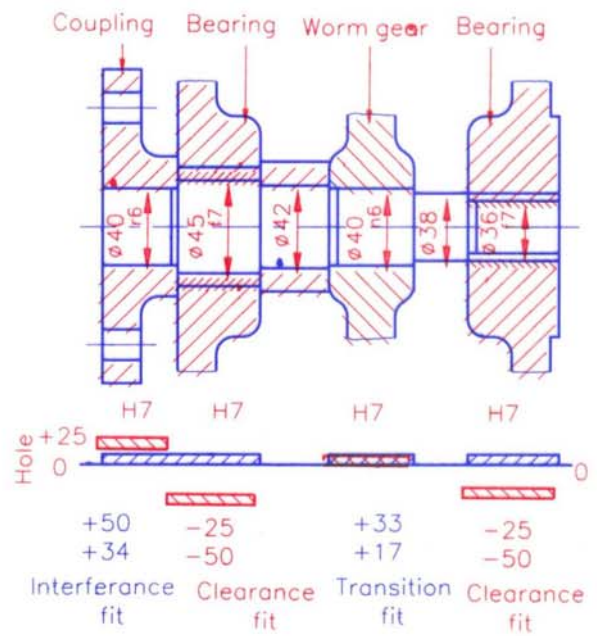 Coupling Bearing Worm gear Bearing
ø40 r6
ø45 f7
ø42
ø40 n6
ø38
ø36 f7
H7 H7 H7 H7
Hole +25
0 0
+50 -25 +33 -25
+34 -50 +17 -50
Interferance Clearance Transition Clearance
fit fit fit fit